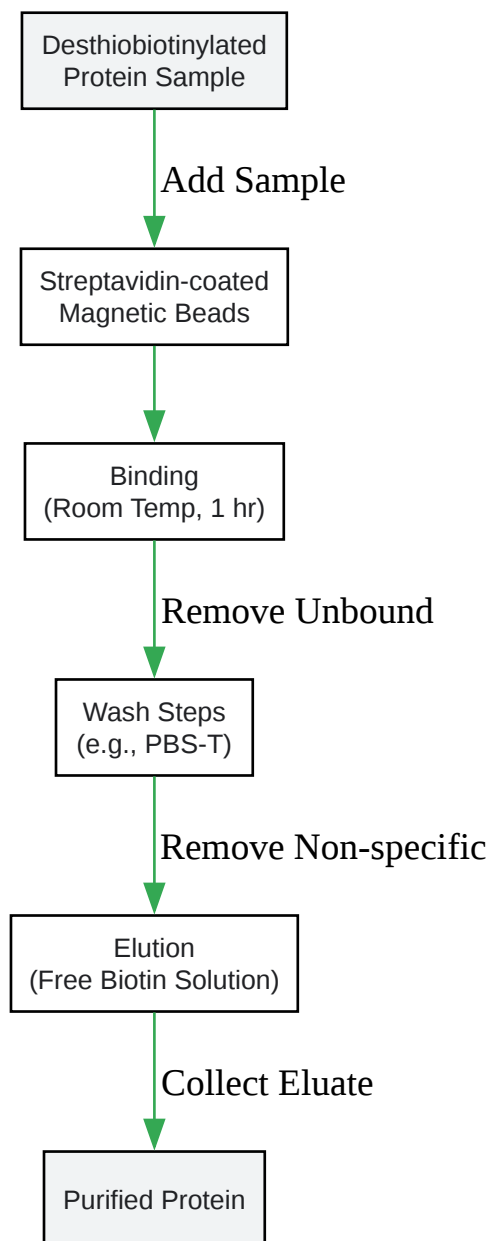 Desthiobiotinylated
Protein Sample
Add Sample
Streptavidin-coated
Magnetic Beads
Binding
(Room Temp, 1 hr)
Remove Unbound
Wash Steps
(e.g., PBS-T)
Remove Non-specific
Elution
(Free Biotin Solution)
Collect Eluate
Purified Protein